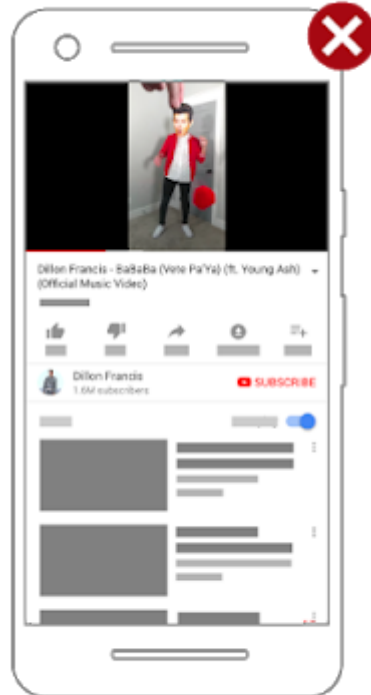 Dillon Francis - BaBaBa (Vete Pa'Ya) (ft. Young Ash)
(Official Music Video)
Dillon Francis
1.6M subscribers
SUBSCRIBE